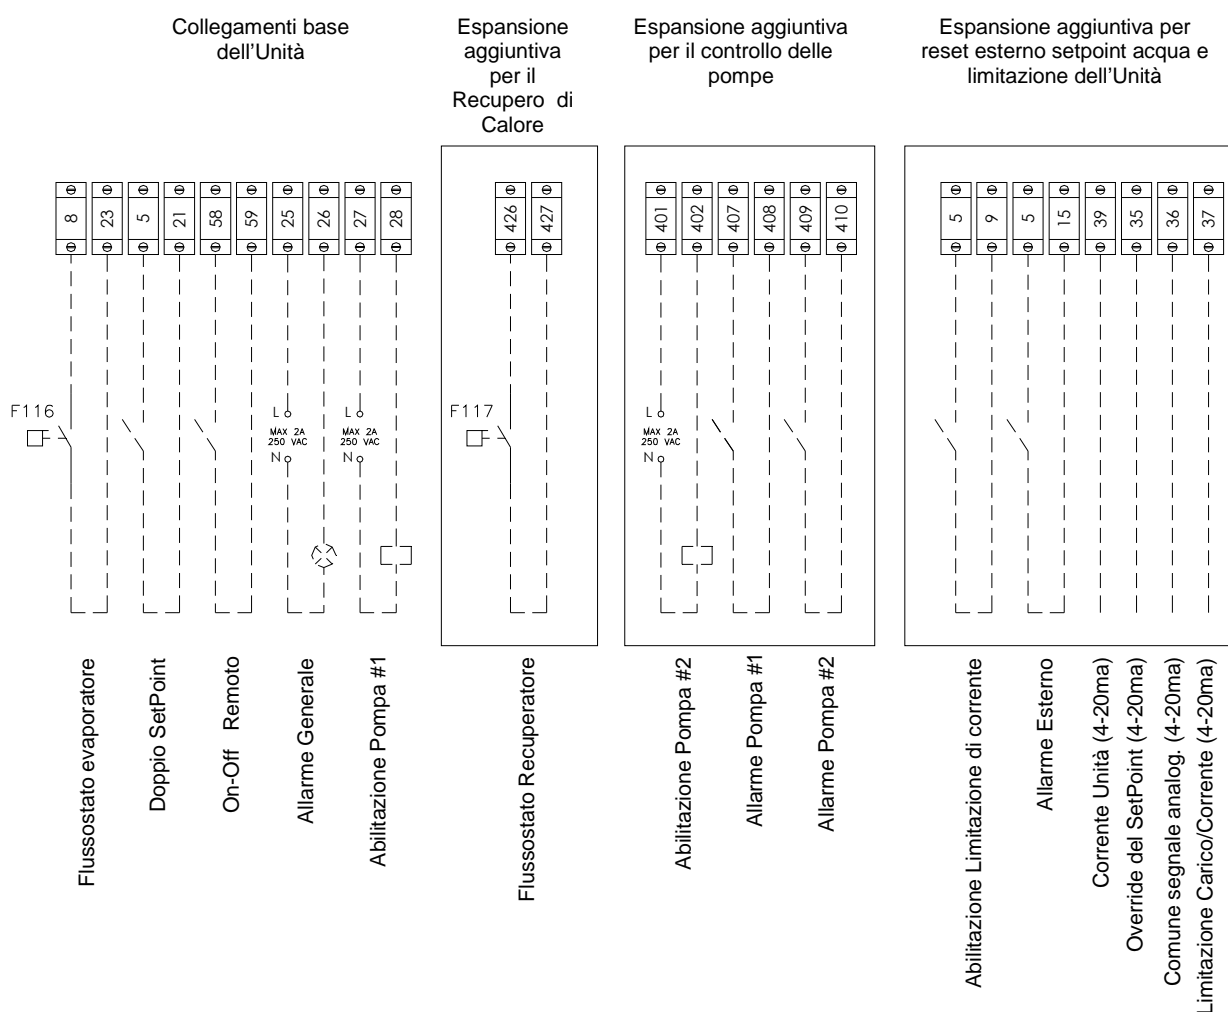 Collegamenti base
dell'Unità
Espansione
aggiuntiva
per il
Recupero di
Calore
Espansione aggiuntiva
per il controllo delle
pompe
Espansione aggiuntiva per
reset esterno setpoint acqua e
limitazione dell'Unità
8
23
5
21
58
59
25
26
27
28
426
427
401
402
407
408
409
410
5
9
5
15
39
35
36
37
F116
L
MAX 2A
250 VAC
N
L
MAX 2A
250 VAC
N
F117
L
MAX 2A
250 VAC
N
Flussostato evaporatore
Doppio SetPoint
On-Off Remoto
Allarme Generale
Abilitazione Pompa #1
Flussostato Recuperatore
Abilitazione Pompa #2
Allarme Pompa #1
Allarme Pompa #2
Abilitazione Limitazione di corrente
Allarme Esterno
Corrente Unità (4-20ma)
Override del SetPoint (4-20ma)
Comune segnale analog. (4-20ma)
Limitazione Carico/Corrente (4-20ma)